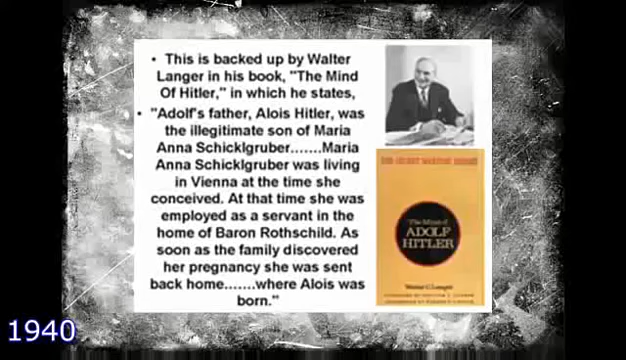 • This is backed up by Walter
Langer in his book, "The Mind
Of Hitler," in which he states,
• "Adolf's father, Alois Hitler, was
the illegitimate son of Maria
Anna Schicklgruber.......Maria
Anna Schicklgruber was living
in Vienna at the time she
conceived. At that time she was
employed as a servant in the
home of Baron Rothschild. As
soon as the family discovered
her pregnancy she was sent
back home.......where Alois was
born."
The Mind of
ADOLF
HITLER
Walter C. Langer
1940